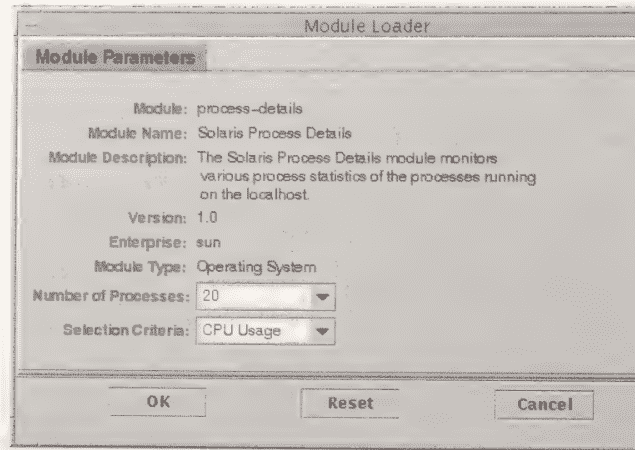 Module Loader
Module Parameters
Module: process-details
Module Name: Solaris Process Details
Module Description: The Solaris Process Details module monitors
various process statistics of the processes running
on the localhost.
Version: 1.0
Enterprise: sun
Module Type: Operating System
Number of Processes: 20
Selection Criteria: CPU Usage
OK Reset Cancel